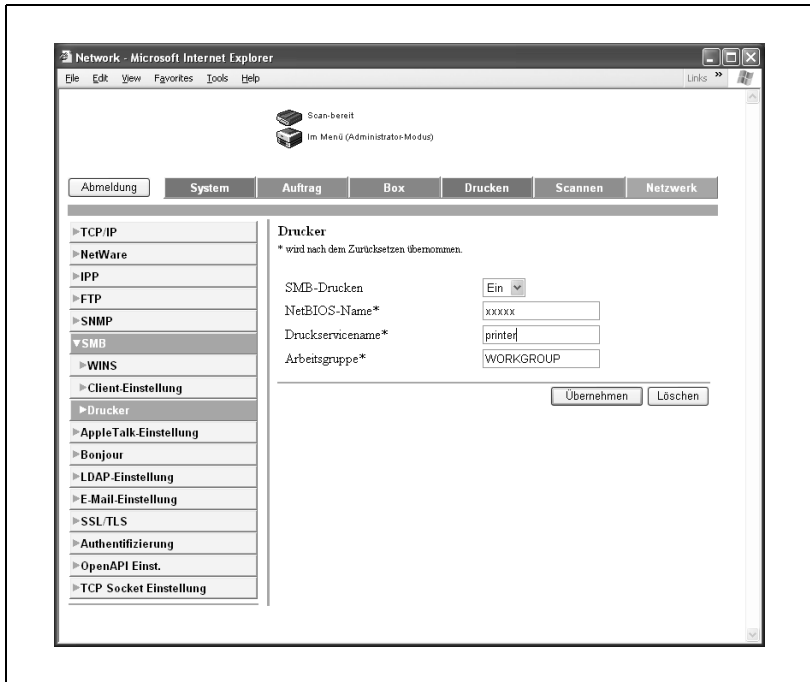 Network - Microsoft Internet Explorer
File Edit View Favorites Tools Help Links »
Scan-bereit
Im Menü (Administrator-Modus)
Abmeldung System Auftrag Box Drucken Scannen Netzwerk
TCP/IP
NetWare
IPP
FTP
SNMP
SMB
WINS
Client-Einstellung
Drucker
AppleTalk-Einstellung
Bonjour
LDAP-Einstellung
E-Mail-Einstellung
SSL/TLS
Authentifizierung
OpenAPI Einst.
TCP Socket Einstellung
Drucker
* wird nach dem Zurücksetzen übernommen.
SMB-Drucken Ein
NetBIOS-Name* xxxxx
Druckservicename* printer
Arbeitsgruppe* WORKGROUP
Übernehmen Löschen